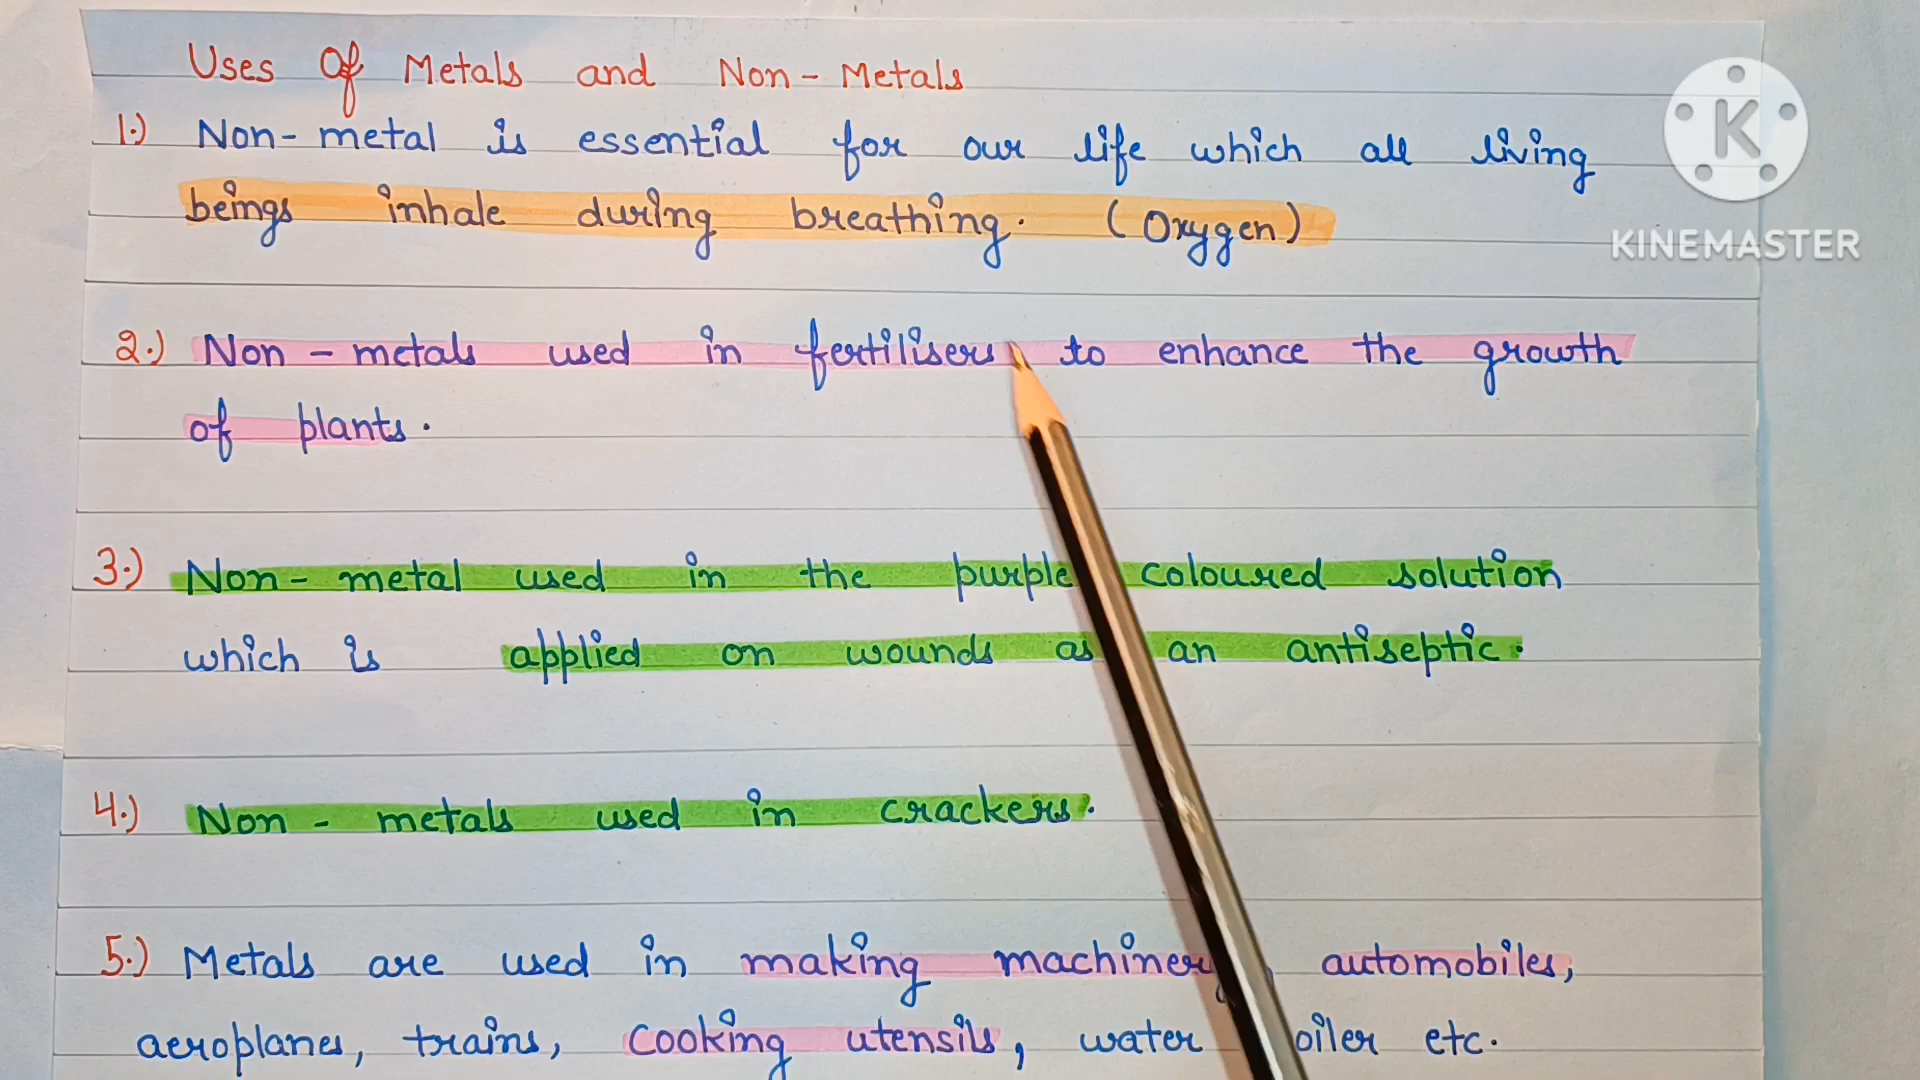 Uses Of Metals and Non-Metals
1.) Non-metal is essential for our life which all living
beings inhale during breathing. (Oxygen)
2.) Non-metals used in fertilisers to enhance the growth
of plants.
3.) Non-metal used in the purple coloured solution
which is applied on wounds as an antiseptic.
4.) Non-metals used in crackers.
5.) Metals are used in making automobiles,
aeroplanes, trains, cooking utensils, water etc.
KINEMASTER